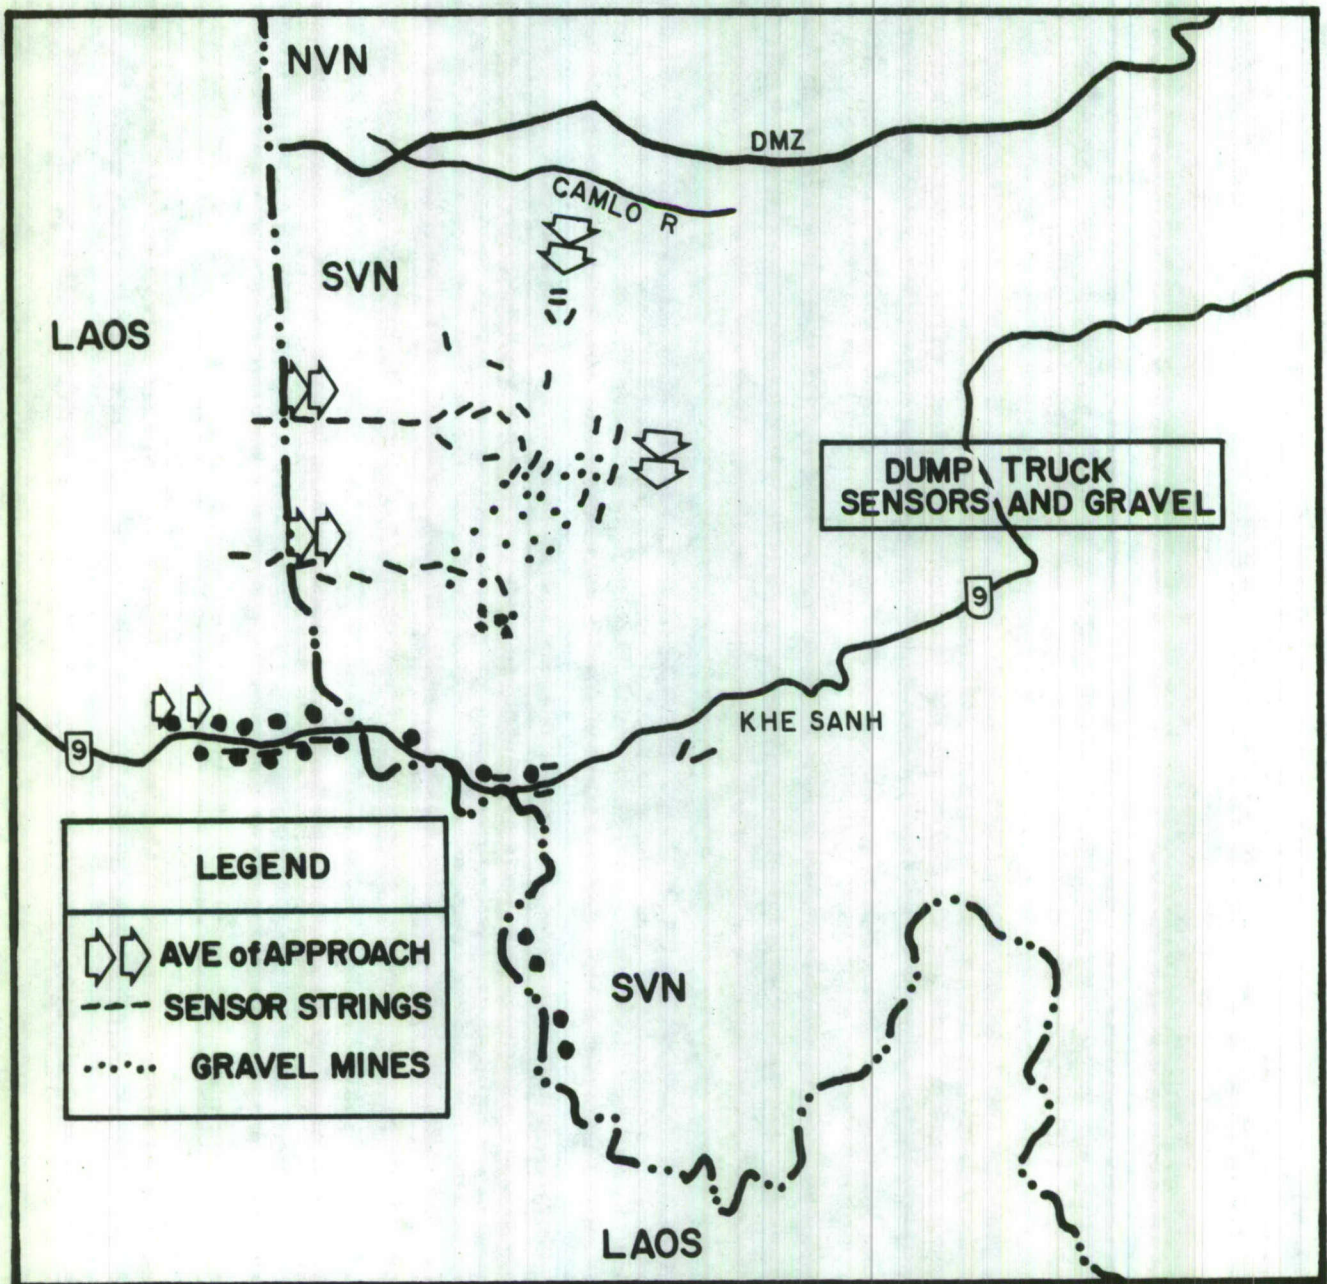 NVN
DMZ
CAMLO R
SVN
LAOS
DUMP TRUCK
SENSORS AND GRAVEL
9
KHE SANH
9
LEGEND
AVE of APPROACH
SENSOR STRINGS
GRAVEL MINES
SVN
LAOS